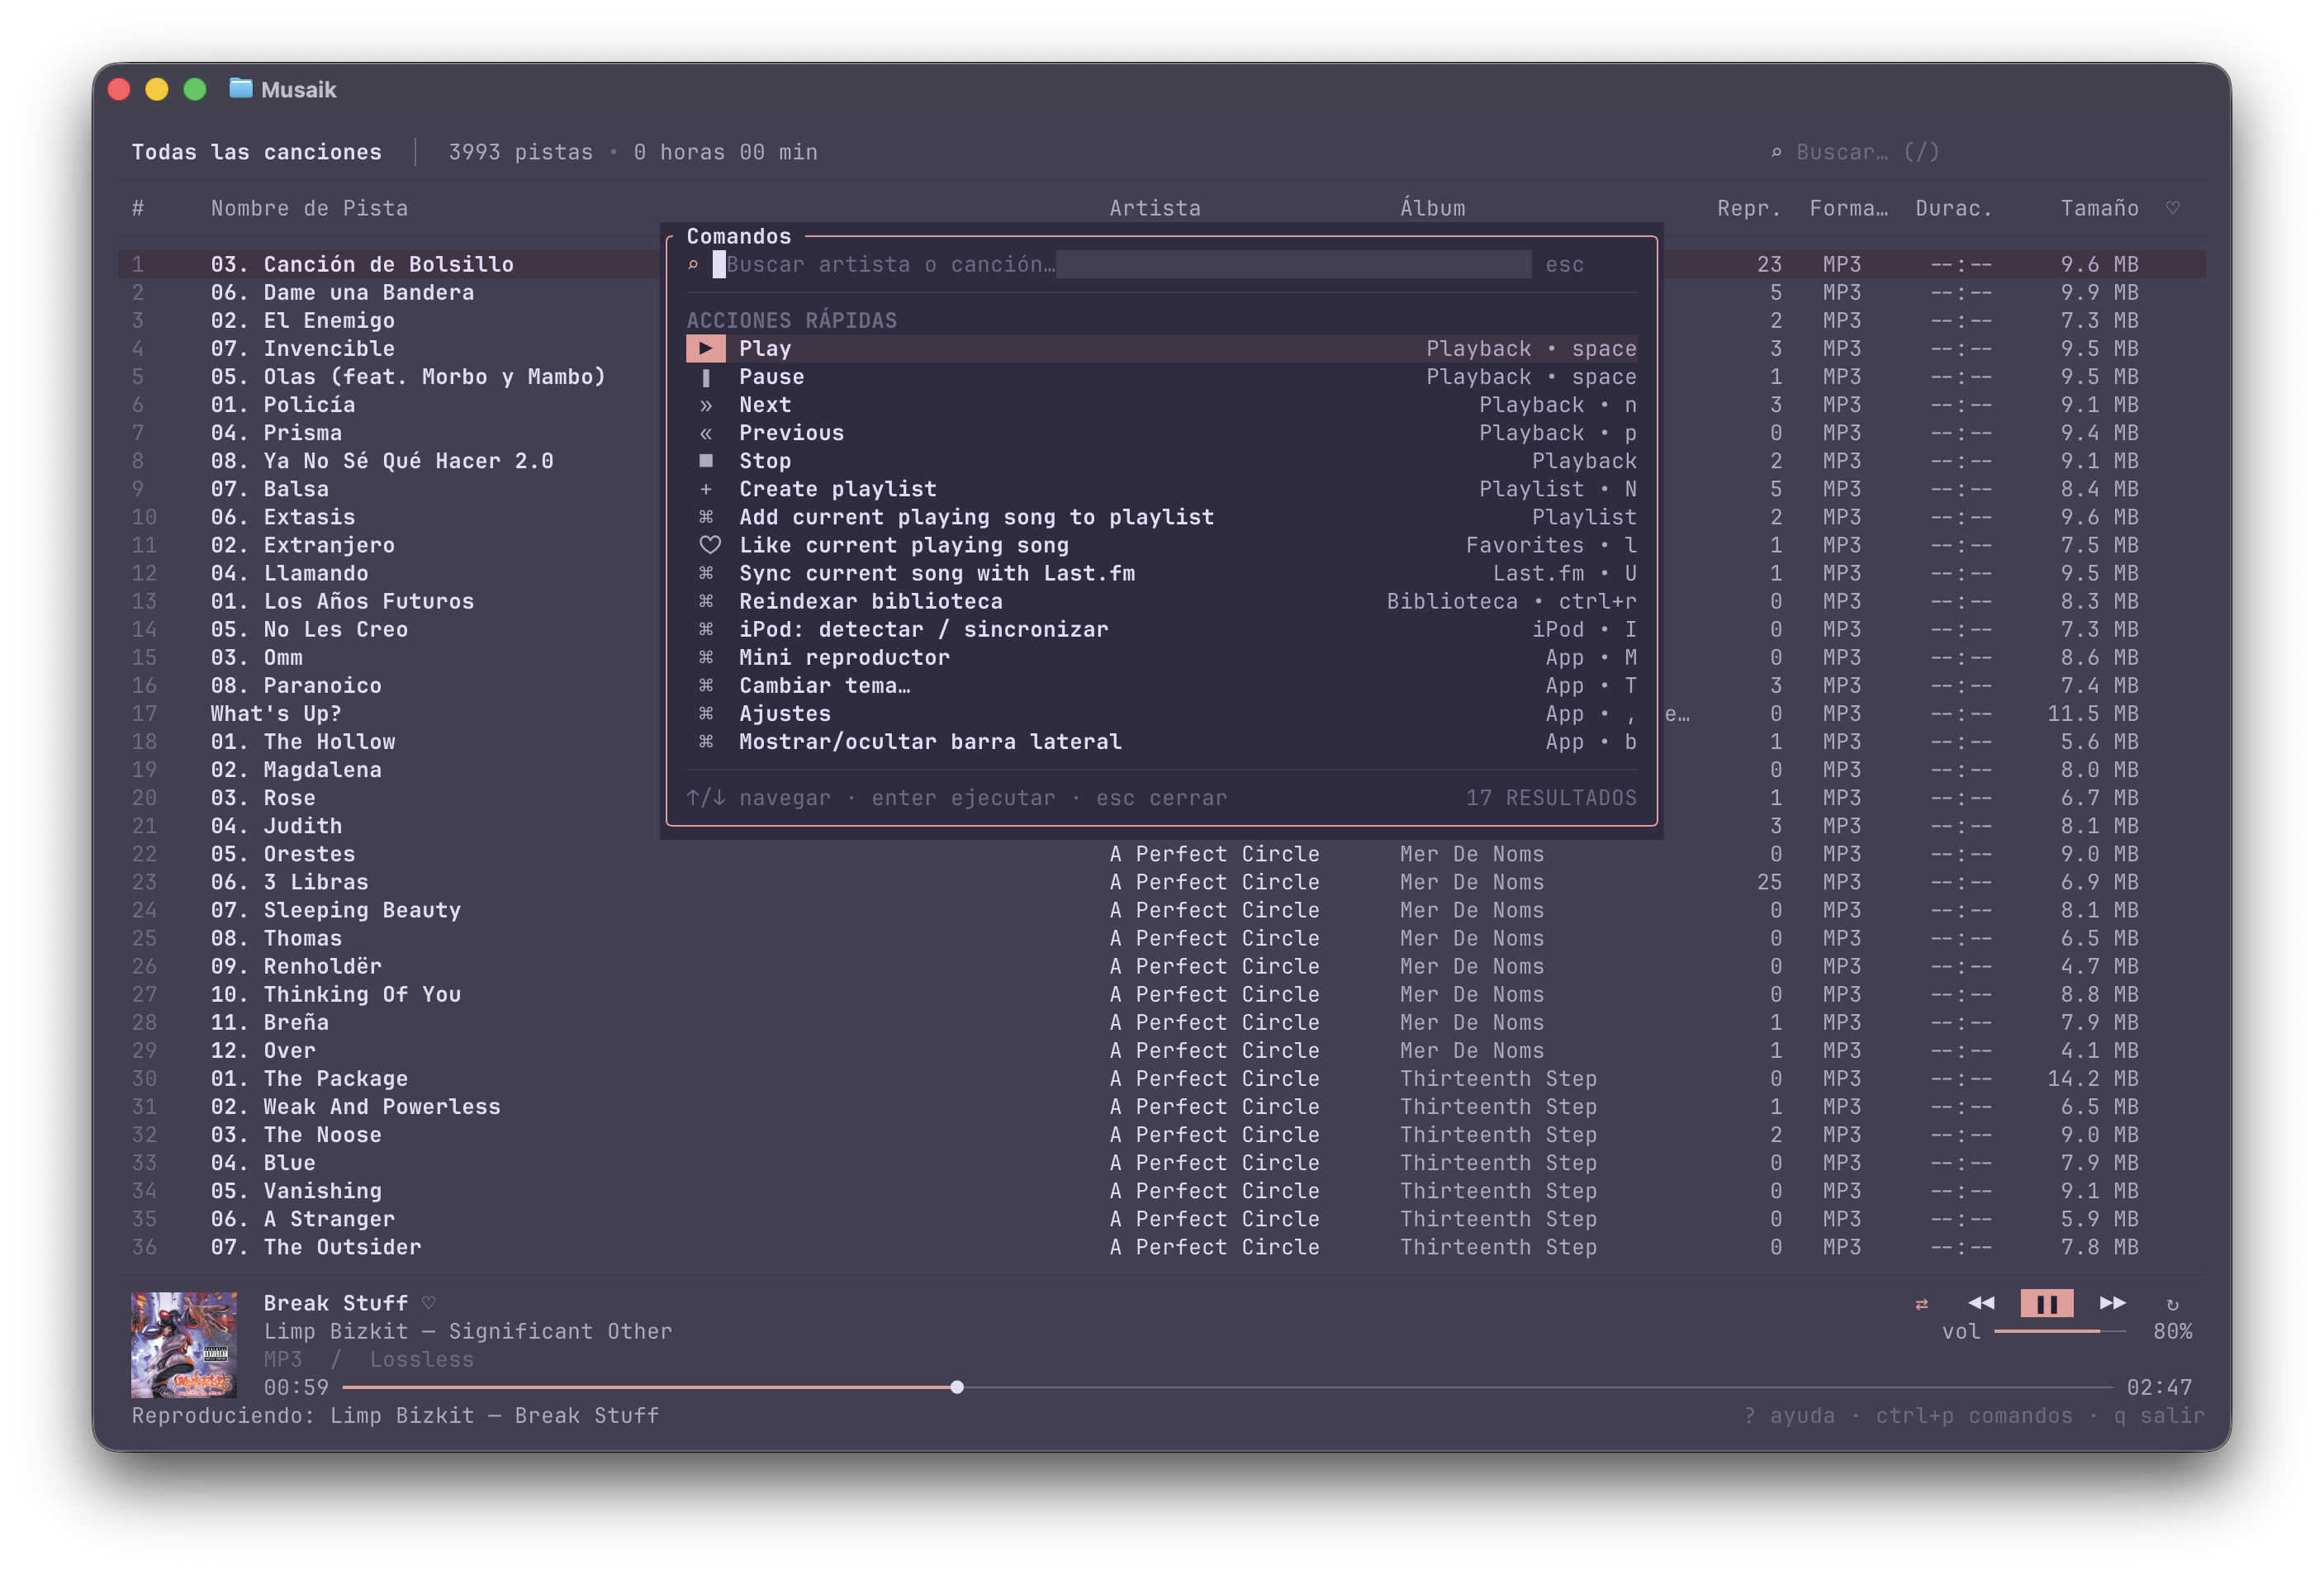 Musaik
Todas las canciones │ 3993 pistas • 0 horas 00 min ⌕ Buscar… (/)
# Nombre de Pista Artista Álbum Repr. Forma… Durac. Tamaño ♡
Comandos
⌕ Buscar artista o canción… esc
ACCIONES RÁPIDAS
▶ Play Playback • space
‖ Pause Playback • space
» Next Playback • n
« Previous Playback • p
■ Stop Playback
+ Create playlist Playlist • N
⌘ Add current playing song to playlist Playlist
♡ Like current playing song Favorites • l
⌘ Sync current song with Last.fm Last.fm • U
⌘ Reindexar biblioteca Biblioteca • ctrl+r
⌘ iPod: detectar / sincronizar iPod • I
⌘ Mini reproductor App • M
⌘ Cambiar tema… App • T
⌘ Ajustes App • ,
⌘ Mostrar/ocultar barra lateral App • b
↑/↓ navegar · enter ejecutar · esc cerrar 17 RESULTADOS
1 03. Canción de Bolsillo 23 MP3 --:-- 9.6 MB
2 06. Dame una Bandera 5 MP3 --:-- 9.9 MB
3 02. El Enemigo 2 MP3 --:-- 7.3 MB
4 07. Invencible 3 MP3 --:-- 9.5 MB
5 05. Olas (feat. Morbo y Mambo) 1 MP3 --:-- 9.5 MB
6 01. Policía 3 MP3 --:-- 9.1 MB
7 04. Prisma 0 MP3 --:-- 9.4 MB
8 08. Ya No Sé Qué Hacer 2.0 2 MP3 --:-- 9.1 MB
9 07. Balsa 5 MP3 --:-- 8.4 MB
10 06. Extasis 2 MP3 --:-- 9.6 MB
11 02. Extranjero 1 MP3 --:-- 7.5 MB
12 04. Llamando 1 MP3 --:-- 9.5 MB
13 01. Los Años Futuros 0 MP3 --:-- 8.3 MB
14 05. No Les Creo 0 MP3 --:-- 7.3 MB
15 03. Omm 0 MP3 --:-- 8.6 MB
16 08. Paranoico 3 MP3 --:-- 7.4 MB
17 What's Up? e… 0 MP3 --:-- 11.5 MB
18 01. The Hollow 1 MP3 --:-- 5.6 MB
19 02. Magdalena 0 MP3 --:-- 8.0 MB
20 03. Rose 1 MP3 --:-- 6.7 MB
21 04. Judith 3 MP3 --:-- 8.1 MB
22 05. Orestes A Perfect Circle Mer De Noms 0 MP3 --:-- 9.0 MB
23 06. 3 Libras A Perfect Circle Mer De Noms 25 MP3 --:-- 6.9 MB
24 07. Sleeping Beauty A Perfect Circle Mer De Noms 0 MP3 --:-- 8.1 MB
25 08. Thomas A Perfect Circle Mer De Noms 0 MP3 --:-- 6.5 MB
26 09. Renholdër A Perfect Circle Mer De Noms 0 MP3 --:-- 4.7 MB
27 10. Thinking Of You A Perfect Circle Mer De Noms 0 MP3 --:-- 8.8 MB
28 11. Breña A Perfect Circle Mer De Noms 1 MP3 --:-- 7.9 MB
29 12. Over A Perfect Circle Mer De Noms 1 MP3 --:-- 4.1 MB
30 01. The Package A Perfect Circle Thirteenth Step 0 MP3 --:-- 14.2 MB
31 02. Weak And Powerless A Perfect Circle Thirteenth Step 1 MP3 --:-- 6.5 MB
32 03. The Noose A Perfect Circle Thirteenth Step 2 MP3 --:-- 9.0 MB
33 04. Blue A Perfect Circle Thirteenth Step 0 MP3 --:-- 7.9 MB
34 05. Vanishing A Perfect Circle Thirteenth Step 0 MP3 --:-- 9.1 MB
35 06. A Stranger A Perfect Circle Thirteenth Step 0 MP3 --:-- 5.9 MB
36 07. The Outsider A Perfect Circle Thirteenth Step 0 MP3 --:-- 7.8 MB
Break Stuff ♡
Limp Bizkit — Significant Other vol 80%
MP3 / Lossless
00:59 02:47
Reproduciendo: Limp Bizkit — Break Stuff ? ayuda · ctrl+p comandos · q salir